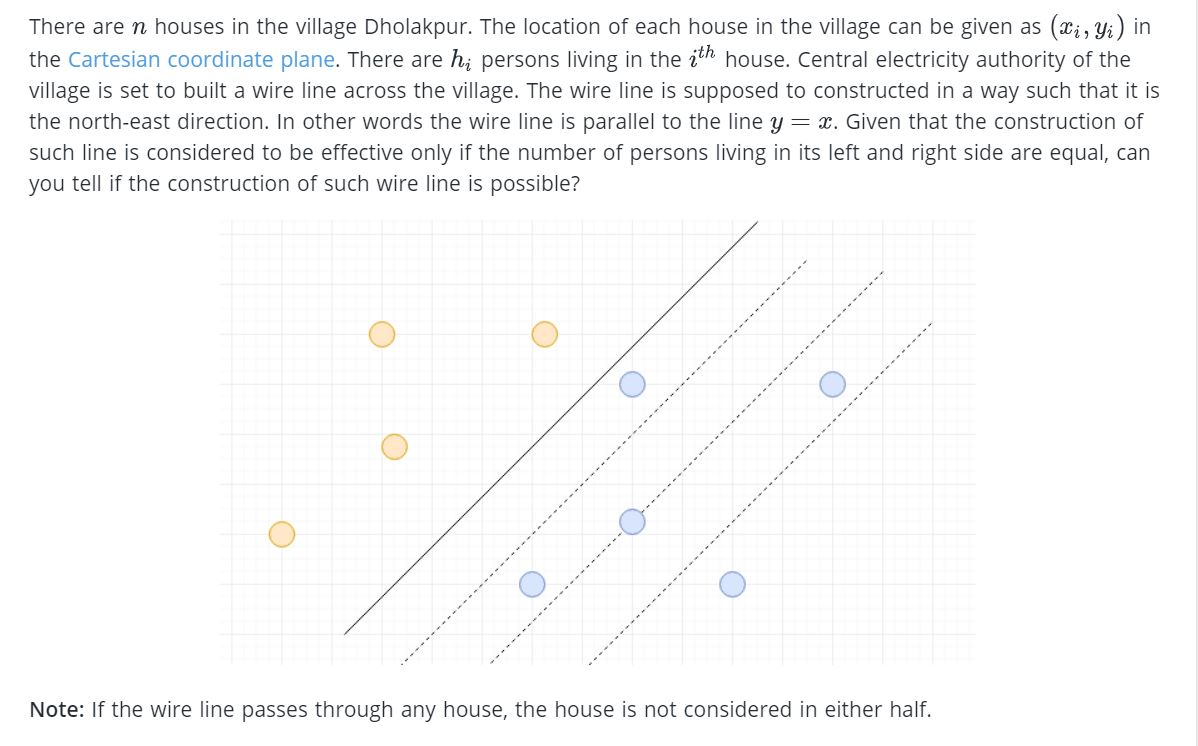 There are n houses in the village Dholakpur. The location of each house in the village can be given as (xᵢ, yᵢ) in
the Cartesian coordinate plane. There are hᵢ persons living in the iᵗʰ house. Central electricity authority of the
village is set to built a wire line across the village. The wire line is supposed to constructed in a way such that it is
the north-east direction. In other words the wire line is parallel to the line y = x. Given that the construction of
such line is considered to be effective only if the number of persons living in its left and right side are equal, can
you tell if the construction of such wire line is possible?
Note: If the wire line passes through any house, the house is not considered in either half.